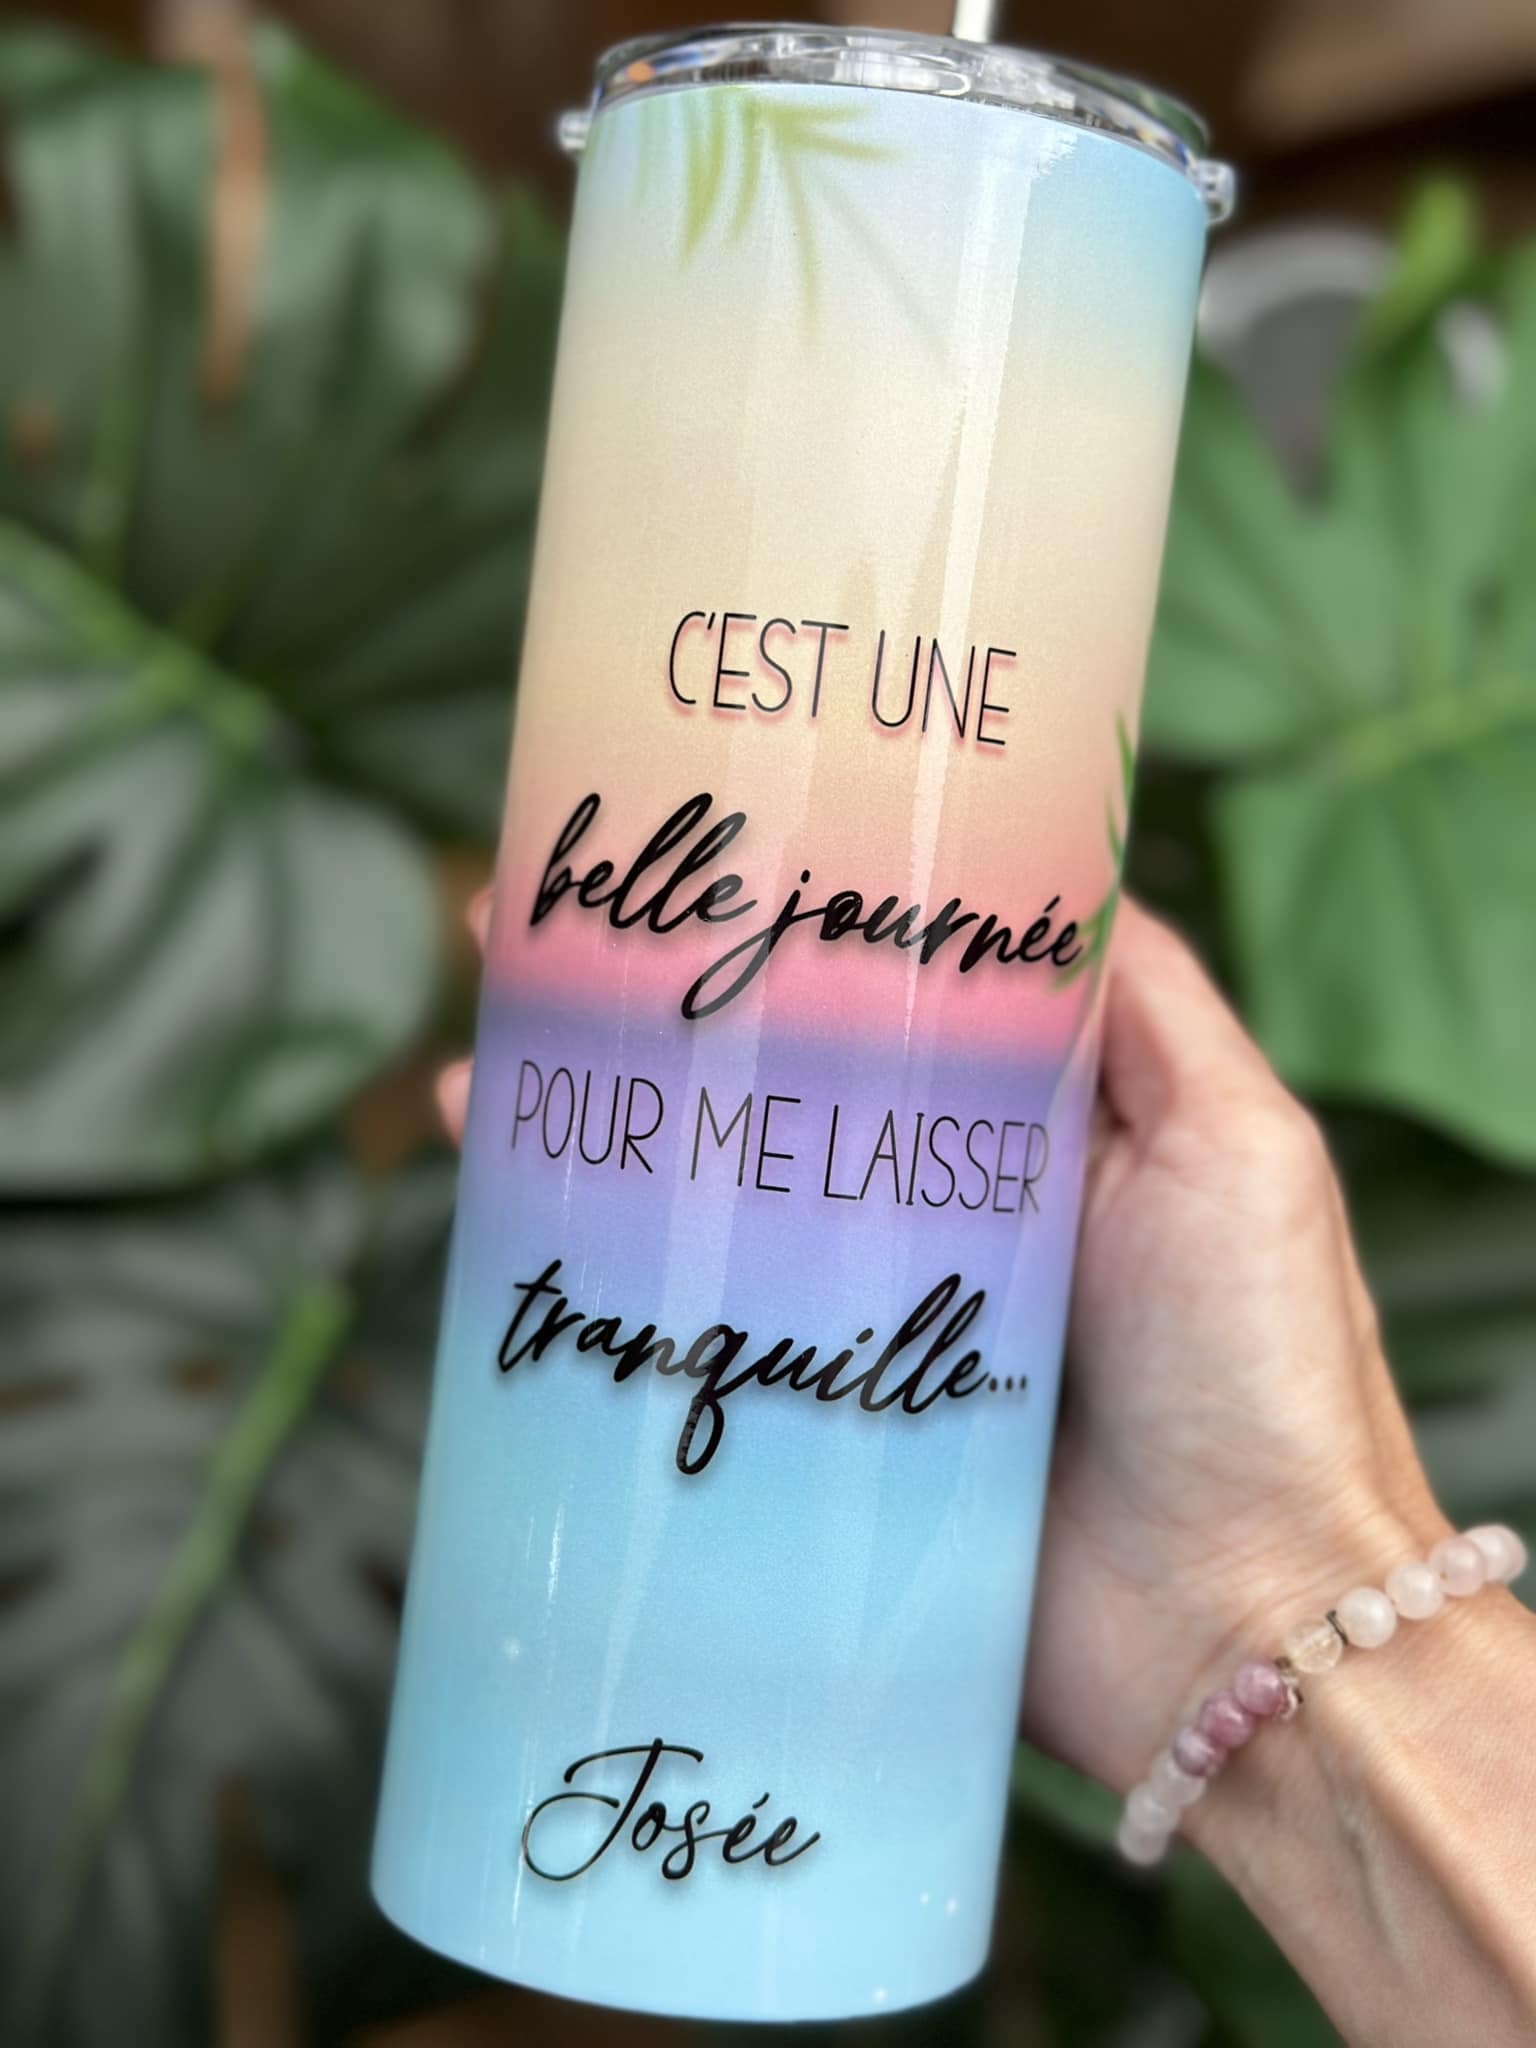 C'EST UNE
belle journée
POUR ME LAISSER
tranquille...
Josée